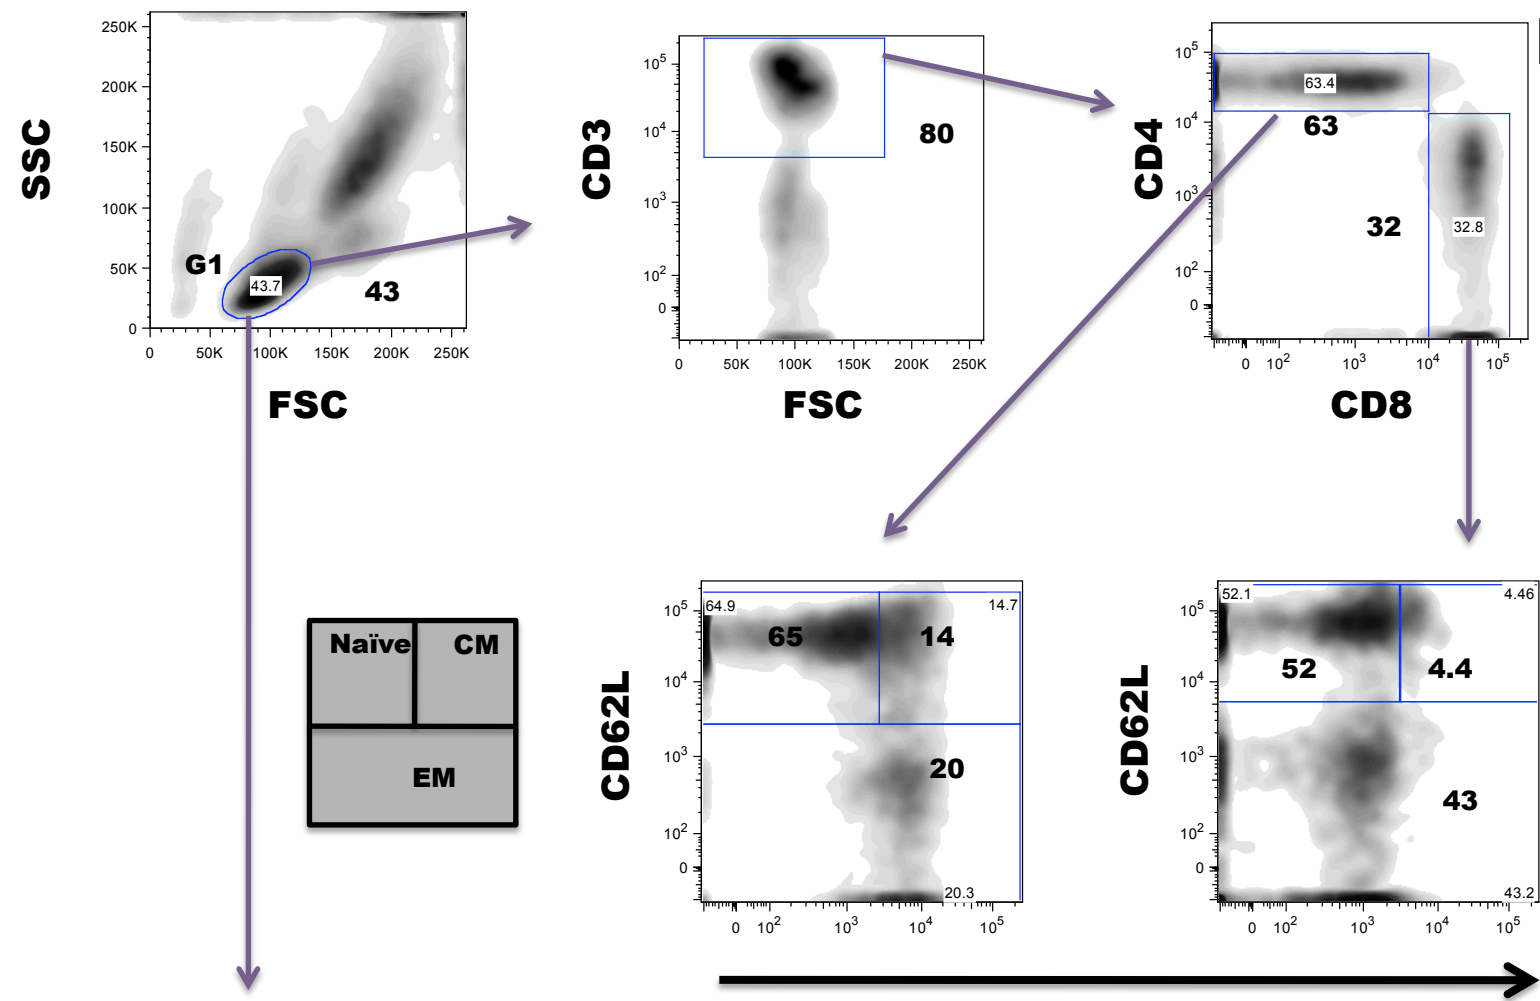 250K
200K
150K
100K
50K
0
SSC
G1
43.7
43
0 50K 100K 150K 200K 250K
FSC
10^5
10^4
10^3
10^2
0
CD3
80
0 50K 100K 150K 200K 250K
FSC
10^5
10^4
10^3
10^2
0
CD4
63.4
63
32
32.8
0 10^2 10^3 10^4 10^5
CD8
Naïve CM
EM
10^5
10^4
10^3
10^2
0
CD62L
64.9 14.7
65 14
20
20.3
0 10^2 10^3 10^4 10^5
10^5
10^4
10^3
10^2
0
CD62L
52.1 4.46
52 4.4
43
43.2
0 10^2 10^3 10^4 10^5